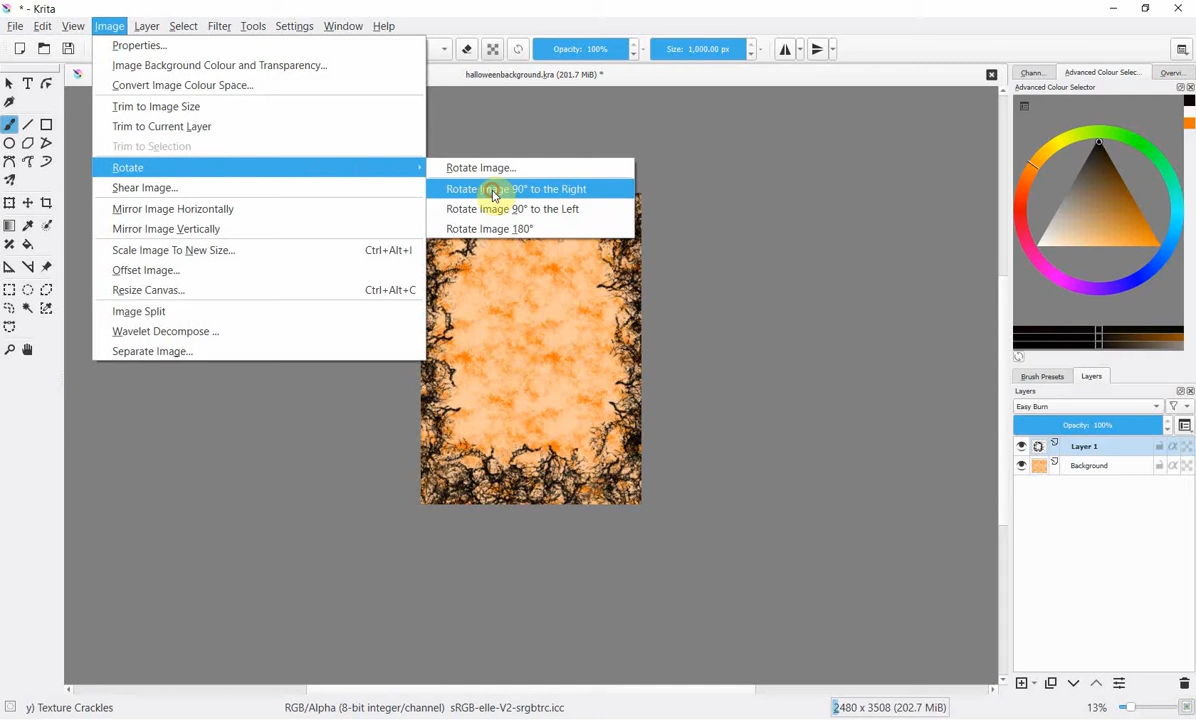 * - Krita
File Edit View Image Layer Select Filter Tools Settings Window Help
Opacity: 100% Size: 1,000.00 px
halloweenbackground.kra (201.7 MiB) *
Properties...
Image Background Colour and Transparency...
Convert Image Colour Space...
Trim to Image Size
Trim to Current Layer
Trim to Selection
Rotate
Shear Image...
Mirror Image Horizontally
Mirror Image Vertically
Scale Image To New Size... Ctrl+Alt+I
Offset Image...
Resize Canvas... Ctrl+Alt+C
Image Split
Wavelet Decompose ...
Separate Image...
Rotate Image...
Rotate Image 90° to the Right
Rotate Image 90° to the Left
Rotate Image 180°
Chann... Advanced Colour Selec... Overvi...
Advanced Colour Selector
Brush Presets Layers
Layers
Easy Burn
Opacity: 100%
Layer 1
Background
y) Texture Crackles RGB/Alpha (8-bit integer/channel) sRGB-elle-V2-srgbtrc.icc 2480 x 3508 (202.7 MiB) 13%